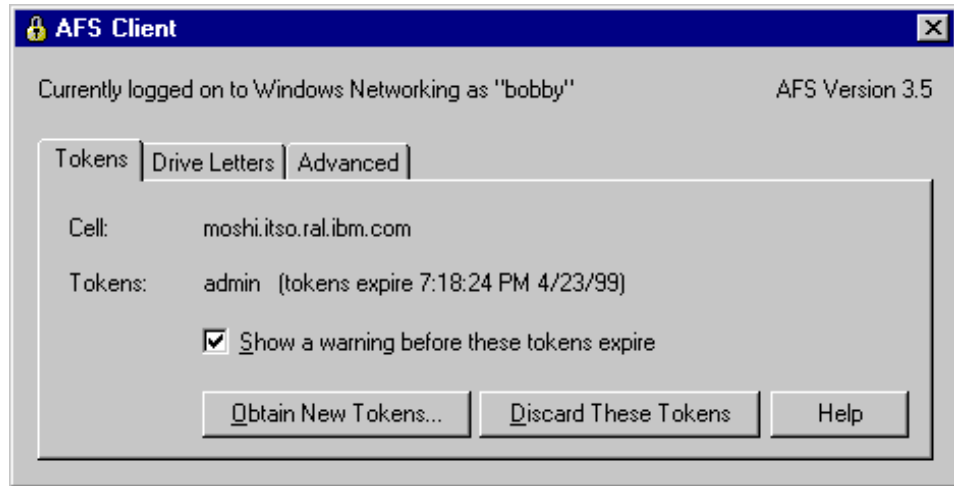 AFS Client
Currently logged on to Windows Networking as "bobby" AFS Version 3.5
Tokens Drive Letters Advanced
Cell: moshi.itso.ral.ibm.com
Tokens: admin (tokens expire 7:18:24 PM 4/23/99)
Show a warning before these tokens expire
Obtain New Tokens... Discard These Tokens Help